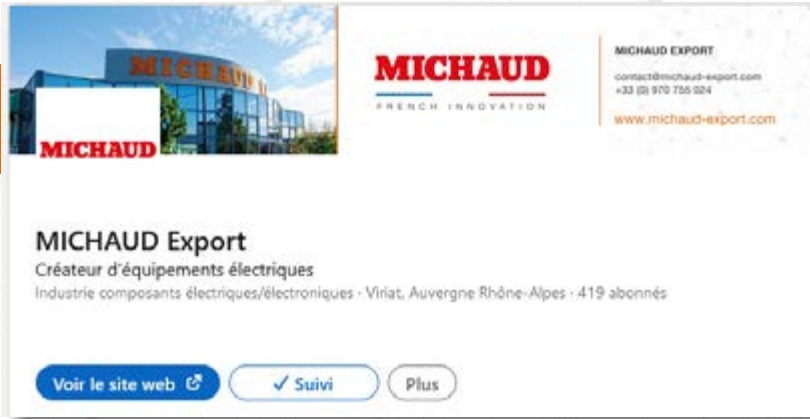 MICHAUD
MICHAUD
FRENCH INNOVATION
MICHAUD EXPORT
contact@michaud-export.com
+33 (0) 970 755 024
www.michaud-export.com
MICHAUD
MICHAUD Export
Créateur d'équipements électriques
Industrie composants électriques/électroniques · Viriat, Auvergne Rhône-Alpes · 419 abonnés
Voir le site web
Suivi
Plus